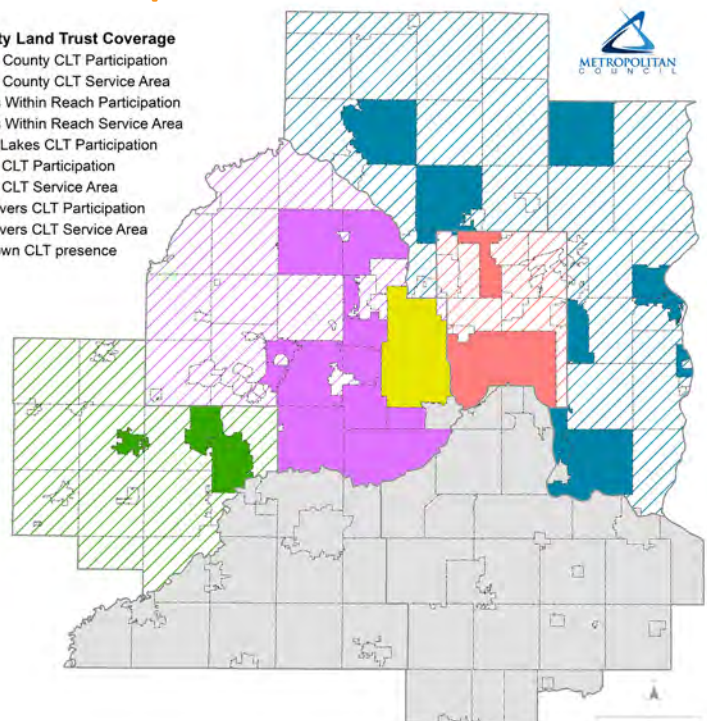 ty Land Trust Coverage
County CLT Participation
County CLT Service Area
Within Reach Participation
Within Reach Service Area
Lakes CLT Participation
CLT Participation
CLT Service Area
vers CLT Participation
vers CLT Service Area
wn CLT presence
METROPOLITAN
COUNCIL